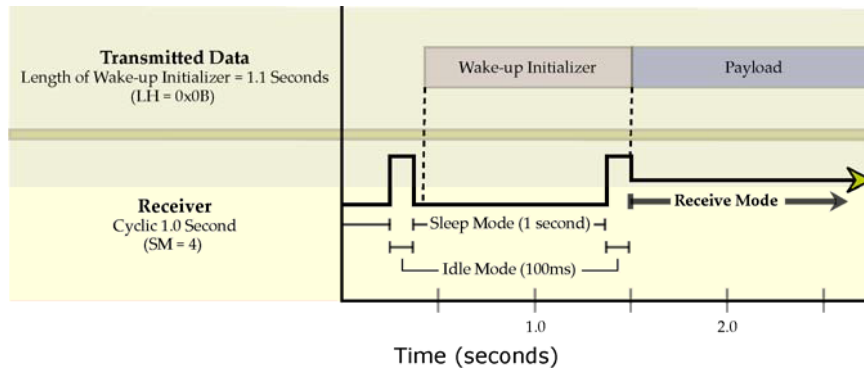 Transmitted Data
Length of Wake-up Initializer = 1.1 Seconds
(LH = 0x0B)
Wake-up Initializer
Payload
Receiver
Cyclic 1.0 Second
(SM = 4)
Receive Mode
Sleep Mode (1 second)
Idle Mode (100ms)
1.0
2.0
Time (seconds)